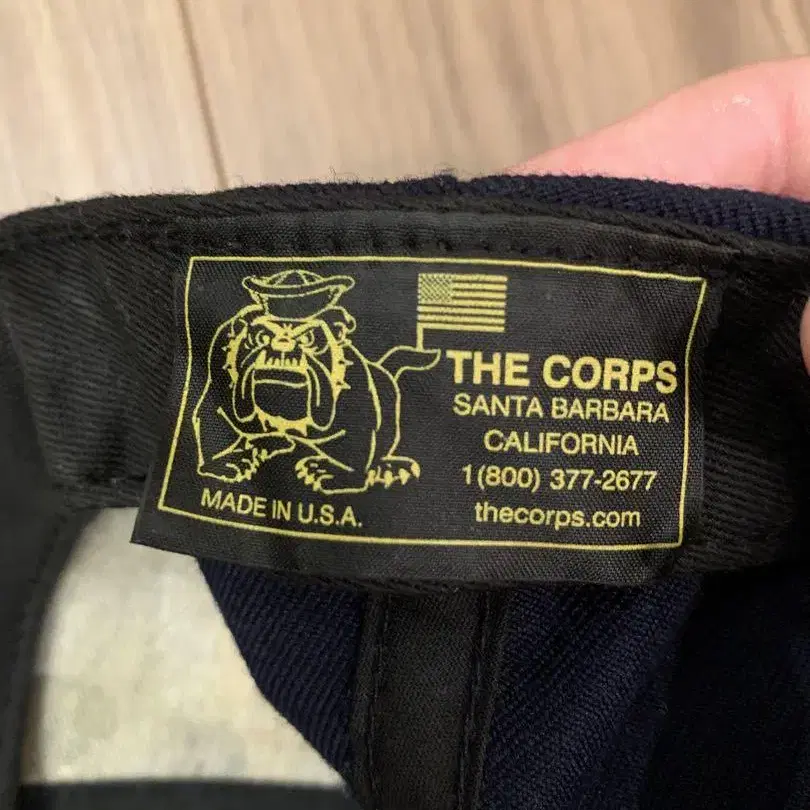 THE CORPS
SANTA BARBARA
CALIFORNIA
1(800) 377-2677
thecorps.com
MADE IN U.S.A.